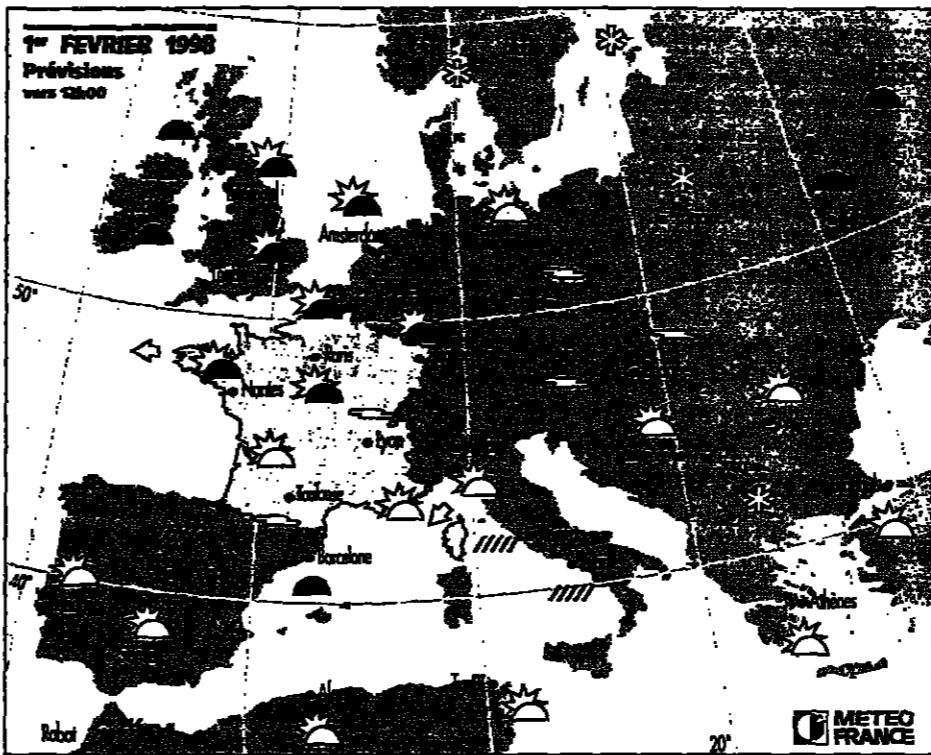 1er FEVRIER 1998
Prévisions
vers 12h00
Amsterdam
50°
Paris
Nantes
Lyon
Toulouse
Barcelone
40°
Athènes
Rabat
20°
METEO
FRANCE